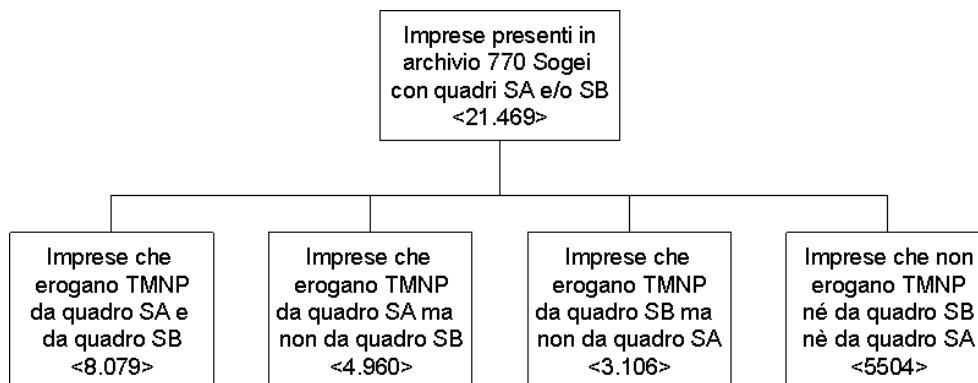 Imprese presenti in
archivio 770 Sogei
con quadri SA e/o SB
<21.469>
Imprese che
erogano TMNP
da quadro SA e
da quadro SB
<8.079>
Imprese che
erogano TMNP
da quadro SA ma
non da quadro SB
<4.960>
Imprese che
erogano TMNP
da quadro SB ma
non da quadro SA
<3.106>
Imprese che non
erogano TMNP
né da quadro SB
nè da quadro SA
<5504>